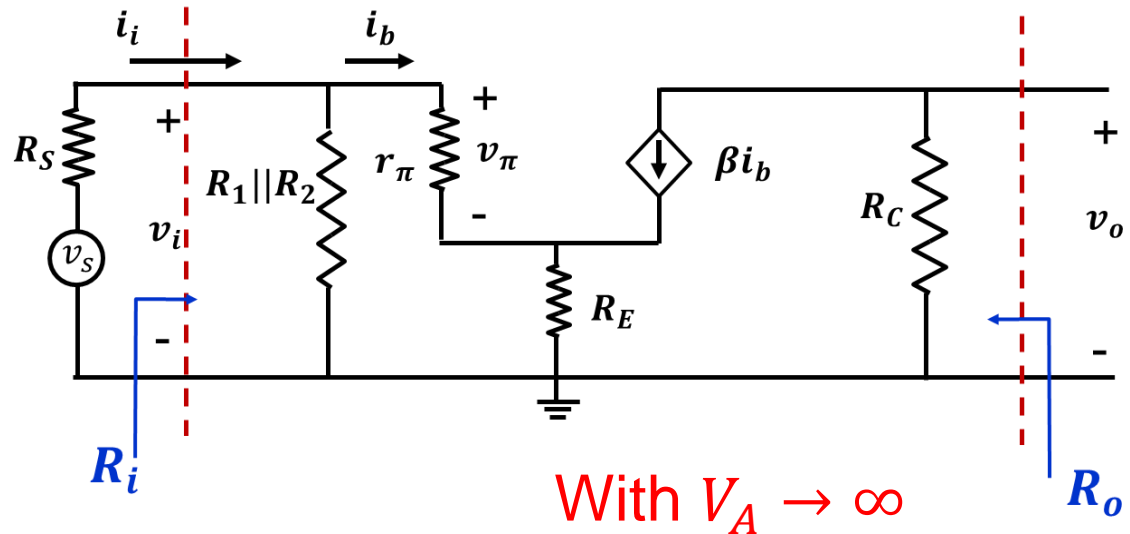 i_i i_b
+ + +
R_S R_1||R_2 r_π v_π βi_b R_C
v_i v_o
v_s -
R_E
- -
R_i With V_A → ∞ R_o